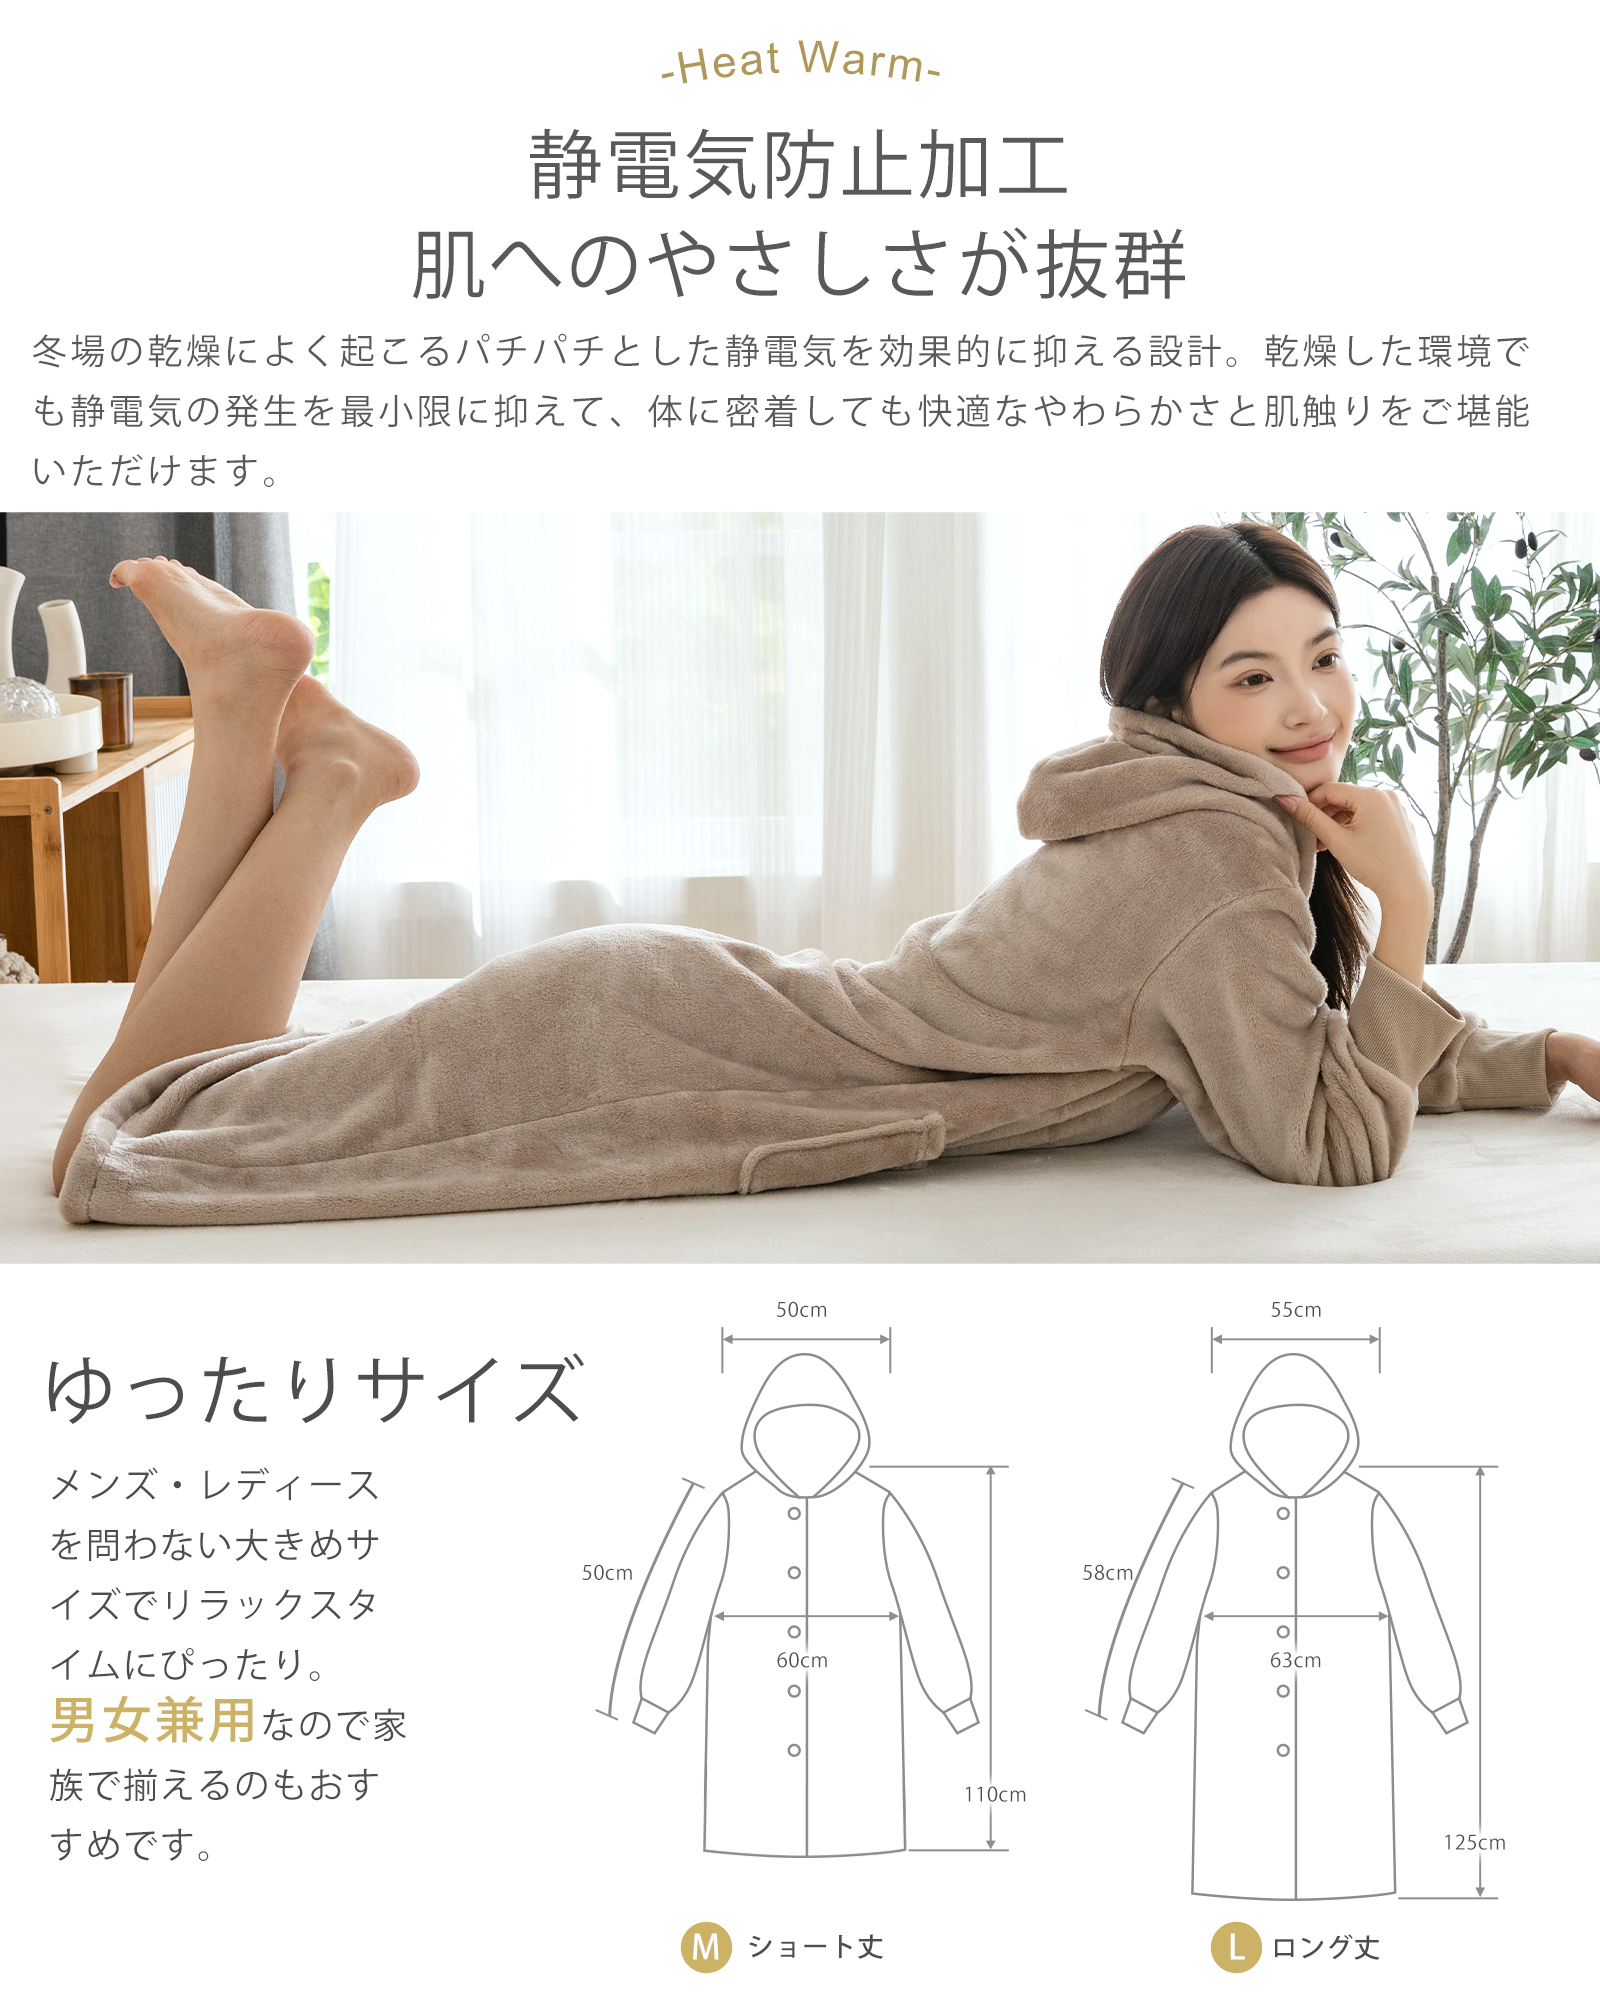 -Heat Warm-
静電気防止加工
肌へのやさしさが抜群
冬場の乾燥によく起こるパチパチとした静電気を効果的に抑える設計。乾燥した環境で
も静電気の発生を最小限に抑えて、体に密着しても快適なやわらかさと肌触りをご堪能
いただけます。
ゆったりサイズ
メンズ・レディース
を問わない大きめサ
イズでリラックスタ
イムにぴったり。
男女兼用なので家
族で揃えるのもおす
すめです。
50cm
50cm
60cm
110cm
M ショート丈
55cm
58cm
63cm
125cm
L ロング丈